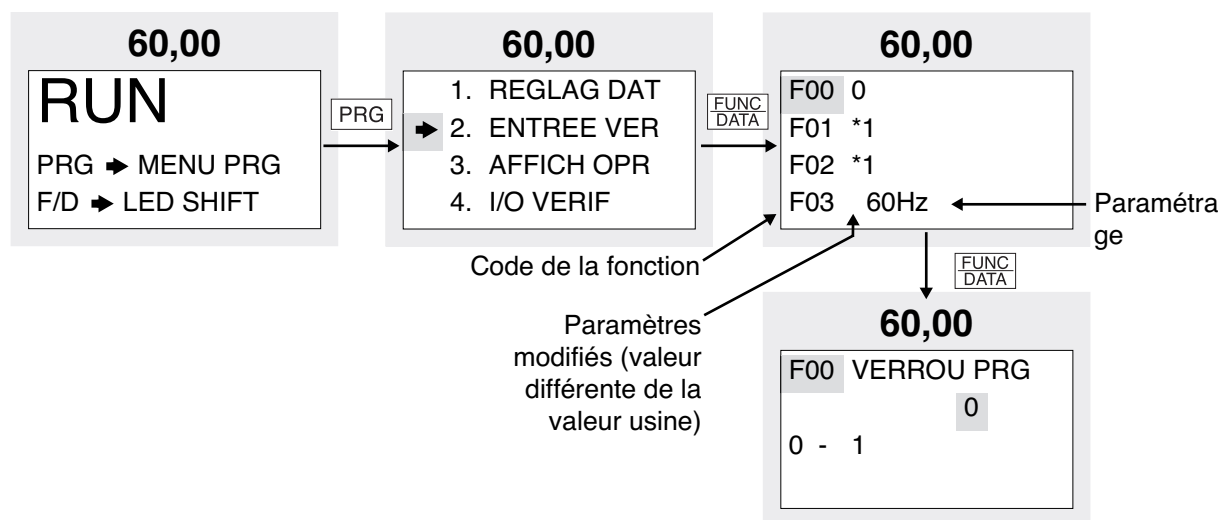 60,00
RUN
PRG ➡ MENU PRG
F/D ➡ LED SHIFT
PRG
60,00
1. REGLAG DAT
➡ 2. ENTREE VER
3. AFFICH OPR
4. I/O VERIF
FUNC
DATA
60,00
F00 0
F01 *1
F02 *1
F03 60Hz
Paramétra
ge
Code de la fonction
FUNC
DATA
Paramètres
modifiés (valeur
différente de la
valeur usine)
60,00
F00 VERROU PRG
0
0 - 1